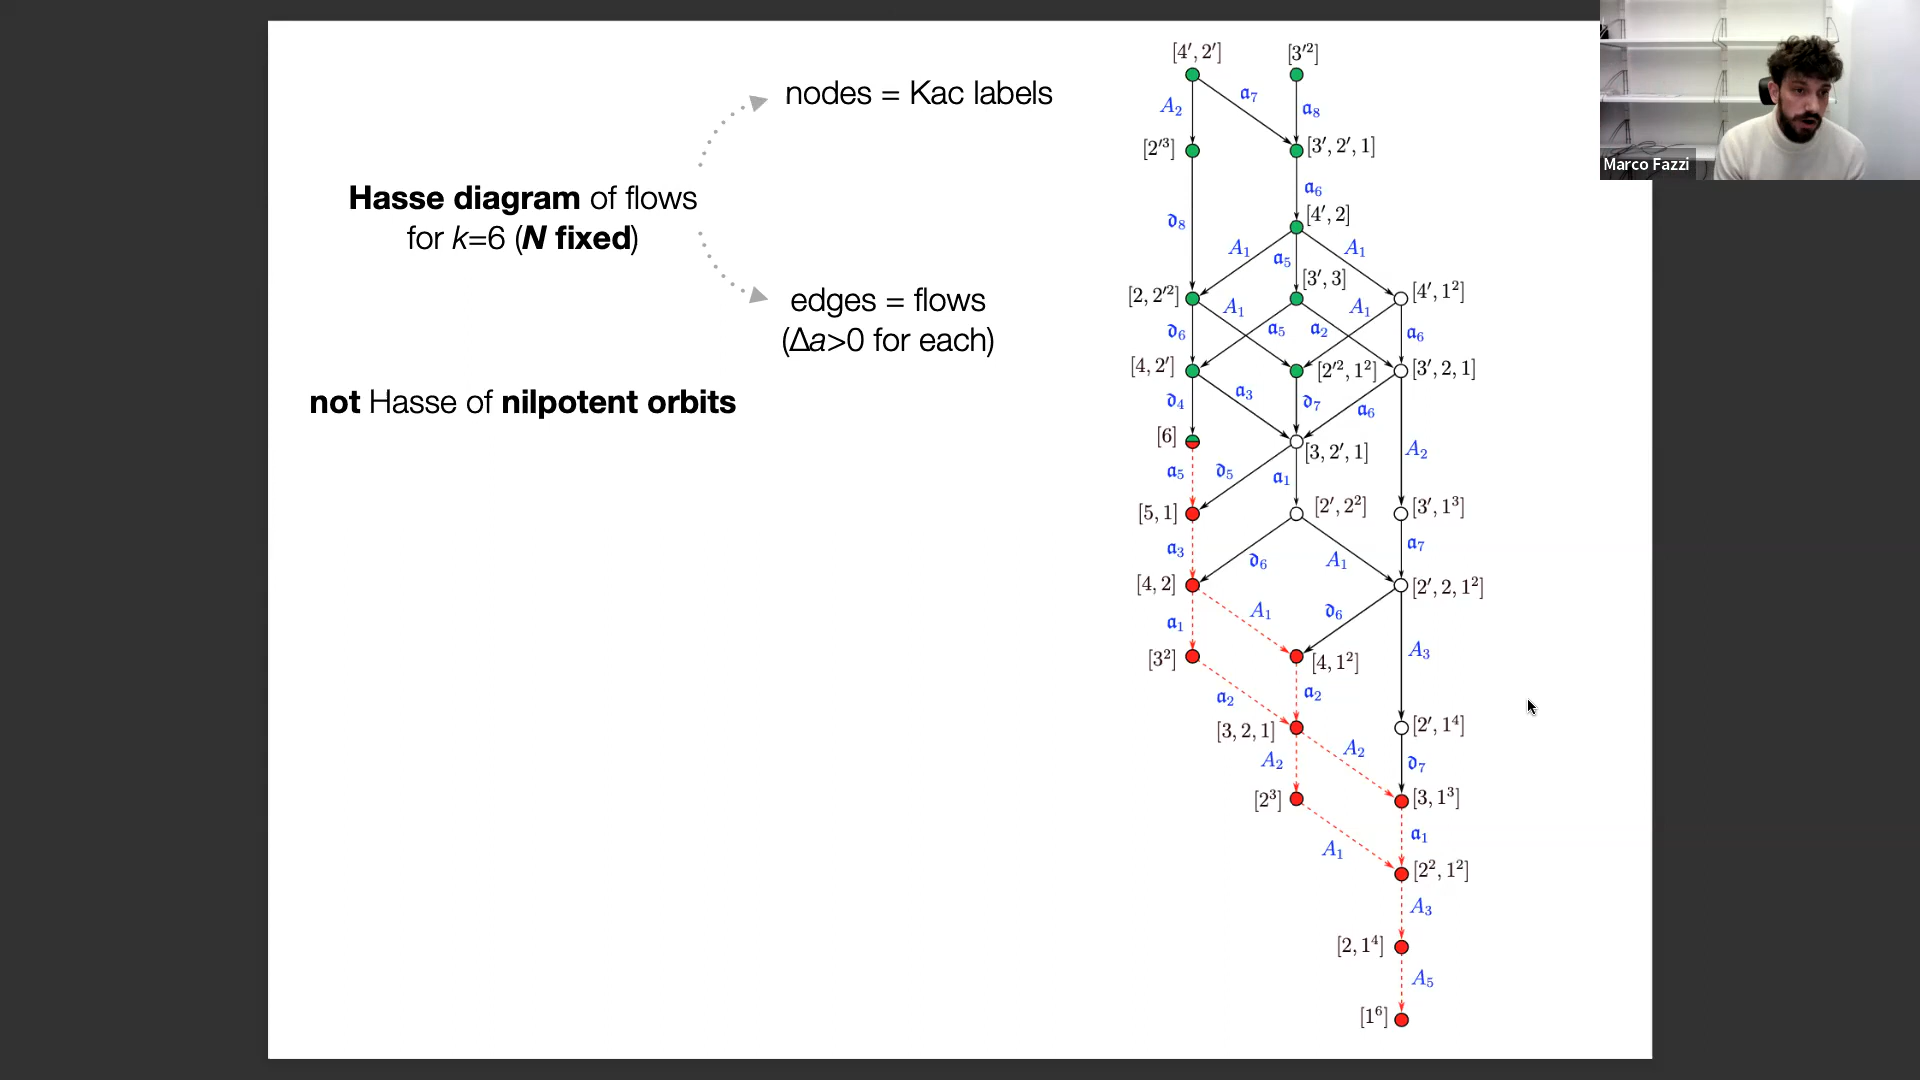 nodes = Kac labels
Hasse diagram of flows
for k=6 (N fixed)
edges = flows
(Δa>0 for each)
not Hasse of nilpotent orbits
[4′, 2′] [3′²]
A₂ 𝔞₇ 𝔞₈
[2′³] [3′, 2′, 1]
𝔡₈ 𝔞₆
[4′, 2]
A₁ 𝔞₅ A₁
[2, 2′²] [3′, 3] [4′, 1²]
𝔡₆ A₁ 𝔞₅ 𝔞₂ A₁ 𝔞₆
[4, 2′] [2′², 1²] [3′, 2, 1]
𝔡₄ 𝔞₃ 𝔡₇ 𝔞₆ A₂
[6] [3, 2′, 1]
𝔞₅ 𝔡₅ 𝔞₁
[5, 1] [2′, 2²] [3′, 1³]
𝔞₃ 𝔡₆ A₁ 𝔞₇
[4, 2] [2′, 2, 1²]
𝔞₁ A₁ 𝔡₆ A₃
[3²] [4, 1²]
𝔞₂ 𝔞₂
[3, 2, 1] [2′, 1⁴]
A₂ A₂ 𝔡₇
[2³] [3, 1³]
A₁ 𝔞₁
[2², 1²]
A₃
[2, 1⁴]
A₅
[1⁶]
Marco Fazzi